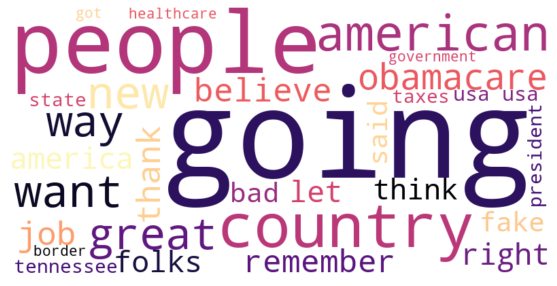 got healthcare
people american
government
new believe obamacare
state taxes usa usa
way going said
america thank president
want bad let think
job great country fake
border folks remember right
tennessee